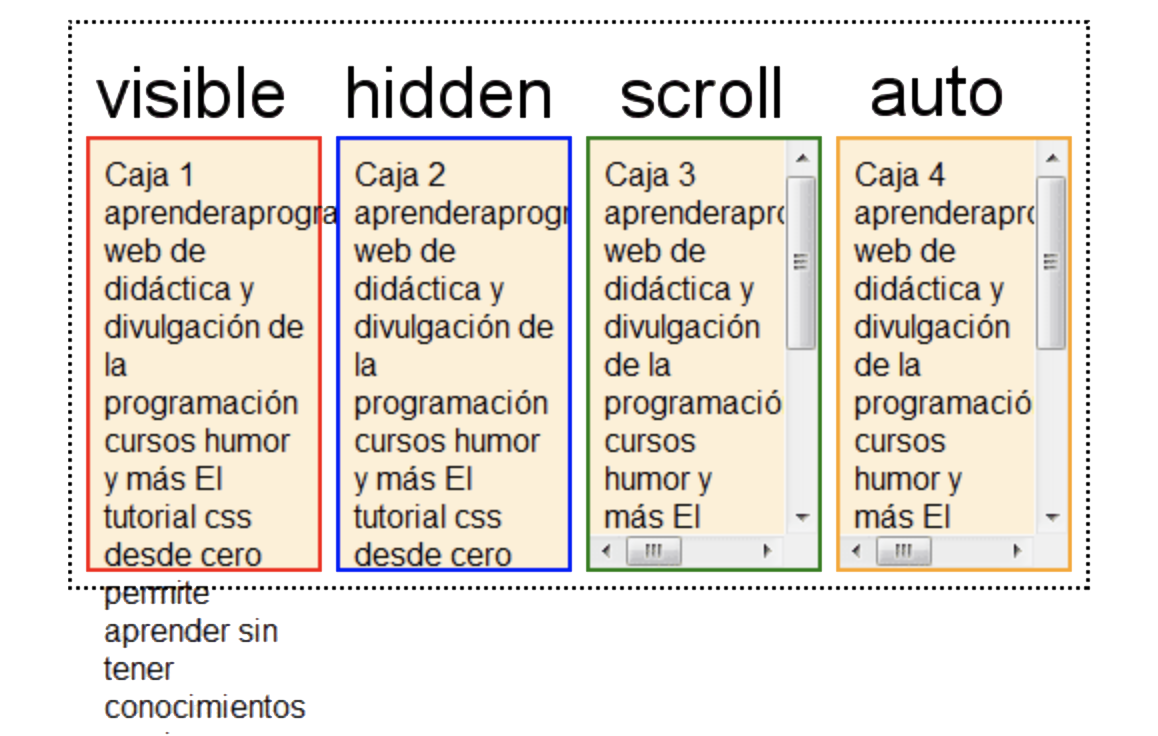 visible
hidden
scroll
auto
Caja 1
aprenderaprogra
web de
didáctica y
divulgación de
la
programación
cursos humor
y más El
tutorial css
desde cero
permite
aprender sin
tener
conocimientos
Caja 2
aprenderaprogr
web de
didáctica y
divulgación de
la
programación
cursos humor
y más El
tutorial css
desde cero
Caja 3
aprenderapro
web de
didáctica y
divulgación
de la
programació
cursos
humor y
más El
Caja 4
aprenderapro
web de
didáctica y
divulgación
de la
programació
cursos
humor y
más El